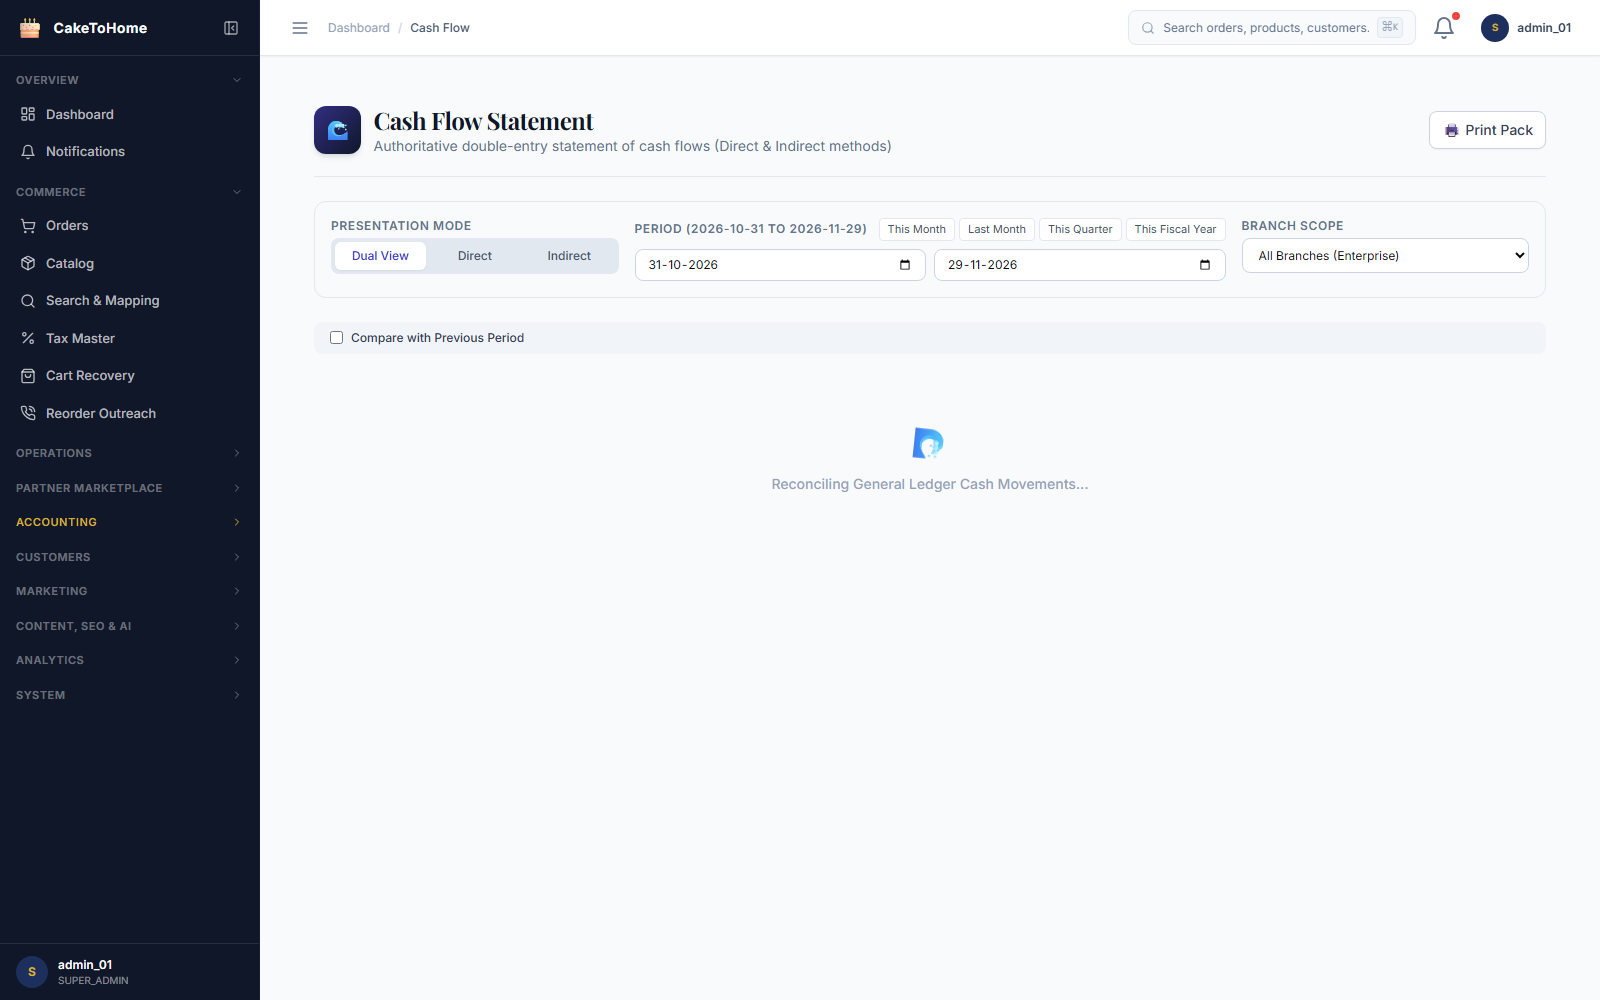 CakeToHome
OVERVIEW
Dashboard
Notifications
COMMERCE
Orders
Catalog
Search & Mapping
Tax Master
Cart Recovery
Reorder Outreach
OPERATIONS
PARTNER MARKETPLACE
ACCOUNTING
CUSTOMERS
MARKETING
CONTENT, SEO & AI
ANALYTICS
SYSTEM
S
admin_01
SUPER_ADMIN
Dashboard / Cash Flow
Search orders, products, customers. ⌘K
S
admin_01
Cash Flow Statement
Authoritative double-entry statement of cash flows (Direct & Indirect methods)
Print Pack
PRESENTATION MODE
Dual View Direct Indirect
PERIOD (2026-10-31 TO 2026-11-29) This Month Last Month This Quarter This Fiscal Year
31-10-2026 29-11-2026
BRANCH SCOPE
All Branches (Enterprise)
Compare with Previous Period
Reconciling General Ledger Cash Movements...